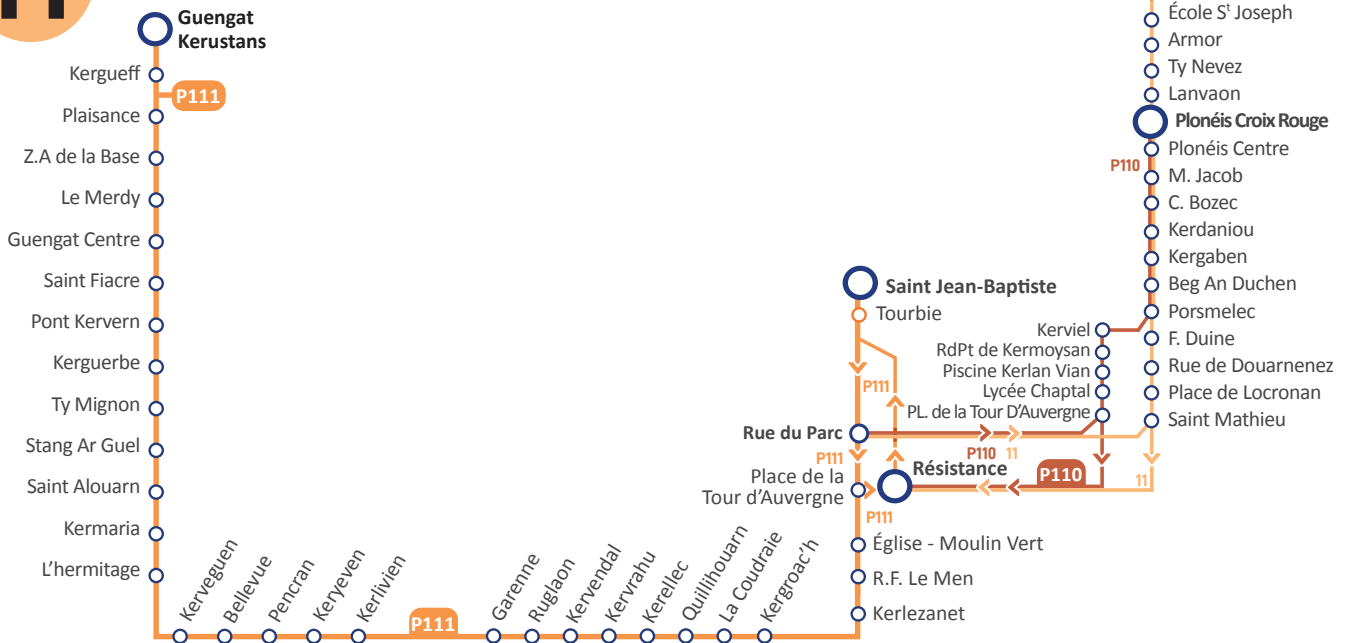 11
Guengat
Kerustans
Kergueff
P111
Plaisance
Z.A de la Base
Le Merdy
Guengat Centre
Saint Fiacre
Pont Kervern
Kerguerbe
Ty Mignon
Stang Ar Guel
Saint Alouarn
Kermaria
L'hermitage
Kerveguen
Bellevue
Pencran
Keryeven
Kerlivien
P111
Garenne
Ruglaon
Kervendal
Kervrahu
Kerellec
Quillihouarn
La Coudraie
Kergroac'h
Kerlezanet
R.F. Le Men
Église - Moulin Vert
P111
Place de la
Tour d'Auvergne
P111
Rue du Parc
P111
Tourbie
Saint Jean-Baptiste
Résistance
P110 11
P110
11
Kerviel
RdPt de Kermoysan
Piscine Kerlan Vian
Lycée Chaptal
PL. de la Tour D'Auvergne
École Sᵗ Joseph
Armor
Ty Nevez
Lanvaon
Plonéis Croix Rouge
Plonéis Centre
P110
M. Jacob
C. Bozec
Kerdaniou
Kergaben
Beg An Duchen
Porsmelec
F. Duine
Rue de Douarnenez
Place de Locronan
Saint Mathieu